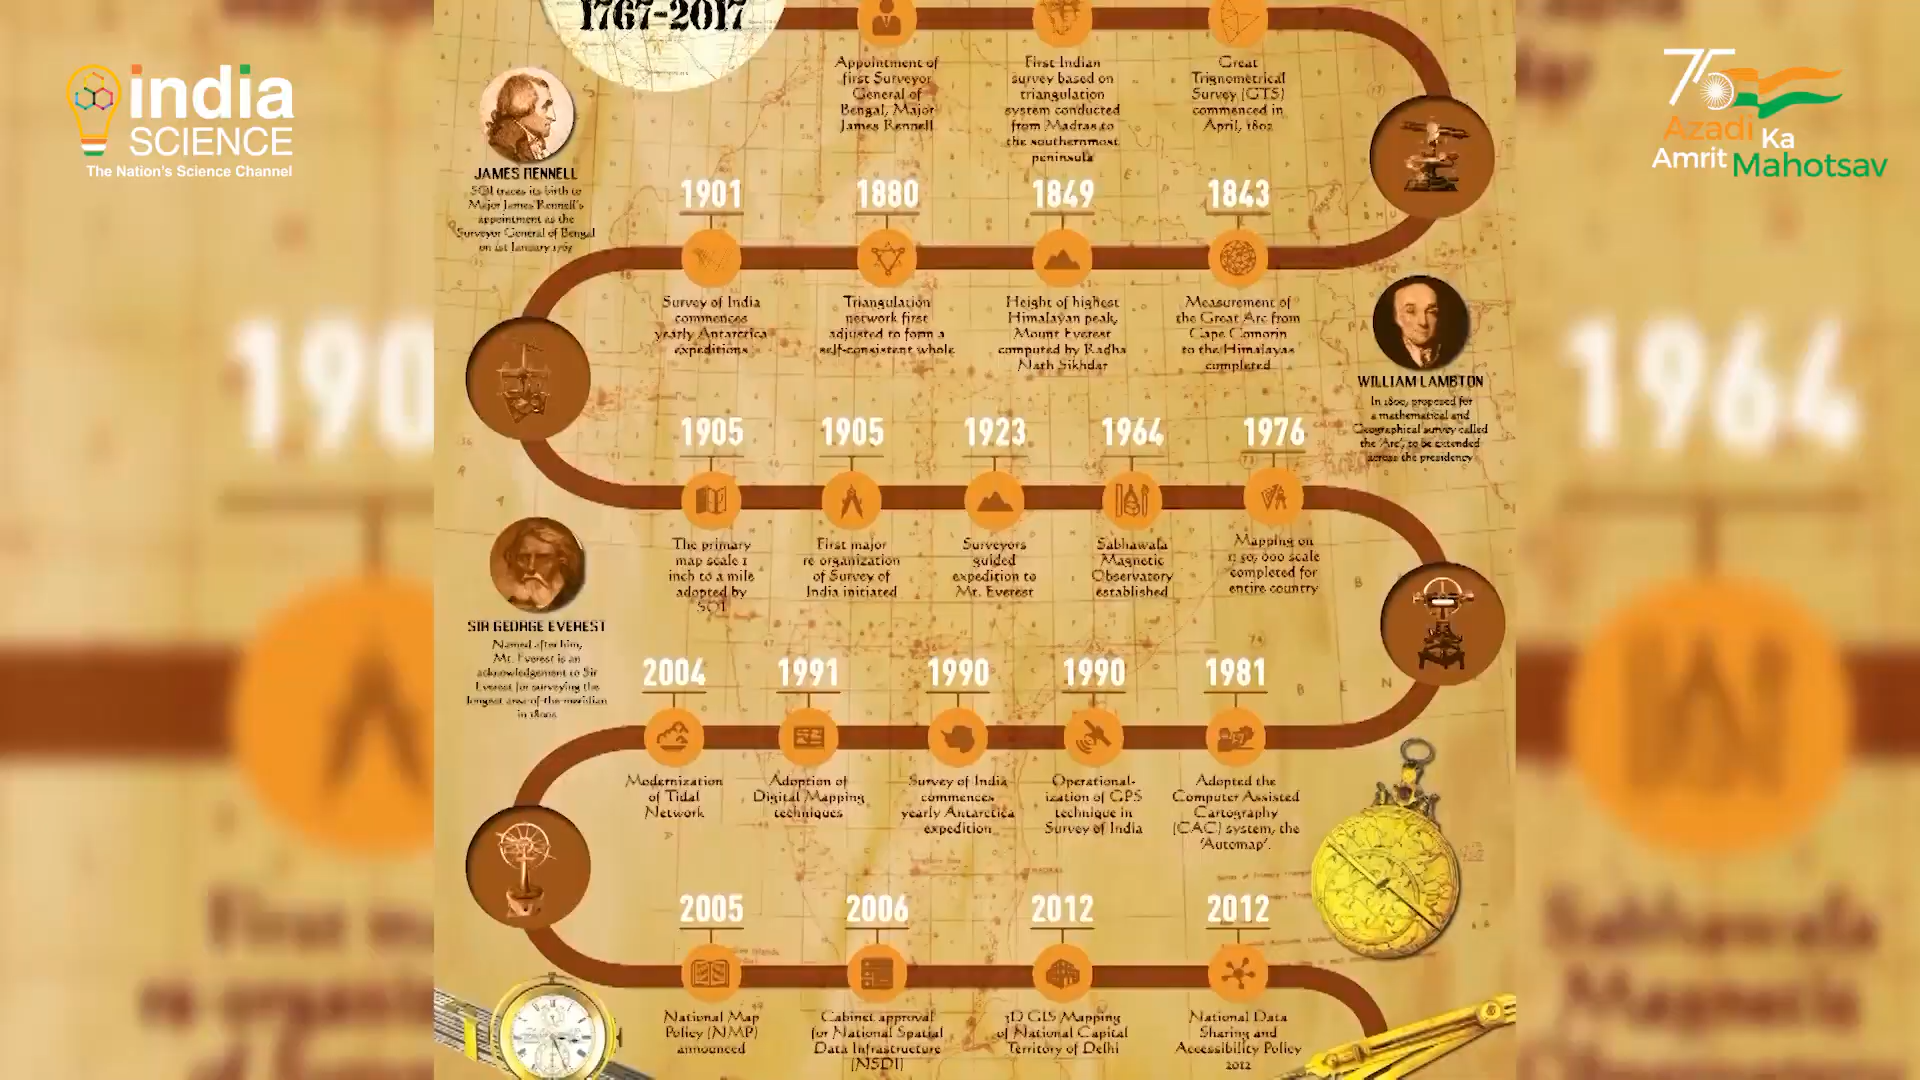 1767-2017
india
SCIENCE
The Nation's Science Channel
75
Azadi Ka
Amrit Mahotsav
Appointment of
first Surveyor
General of
Bengal, Major
James Rennell
First Indian
survey based on
triangulation
system conducted
from Madras to
the southernmost
peninsula
Great
Trignometrical
Survey (GTS)
commenced in
April, 1802
JAMES RENNELL
SOI traces its birth to
Major James Rennell's
appointment as the
Surveyor General of Bengal
on 1st January 1767
1901
1880
1849
1843
Survey of India
commences
yearly Antarctica
expeditions
Triangulation
network first
adjusted to form a
self-consistent whole
Height of highest
Himalayan peak,
Mount Everest
computed by Radha
Nath Sikhdar
Measurement of
the Great Arc from
Cape Comorin
to the Himalayas
completed
WILLIAM LAMBTON
In 1800, proposed for
a mathematical and
Geographical survey called
the 'Arc', to be extended
across the presidency
1905
1905
1923
1964
1976
The primary
map scale 1
inch to a mile
adopted by
SOI
First major
re organization
of Survey of
India initiated
Surveyors
guided
expedition to
Mt. Everest
Sabhawala
Magnetic
Observatory
established
Mapping on
1: 50, 000 scale
completed for
entire country
SIR GEORGE EVEREST
Named after him,
Mt. Everest is an
acknowledgement to Sir
Everest for surveying the
longest area of the meridian
in 1800s
2004
1991
1990
1990
1981
Modernization
of Tidal
Network
Adoption of
Digital Mapping
techniques
Survey of India
commences
yearly Antarctica
expedition
Operational-
ization of GPS
technique in
Survey of India
Adopted the
Computer Assisted
Cartography
(CAC) system, the
'Automap'.
2005
2006
2012
2012
National Map
Policy (NMP)
announced
Cabinet approval
for National Spatial
Data Infrastructure
(NSDI)
3D GIS Mapping
of National Capital
Territory of Delhi
National Data
Sharing and
Accessibility Policy
2012
190
1964